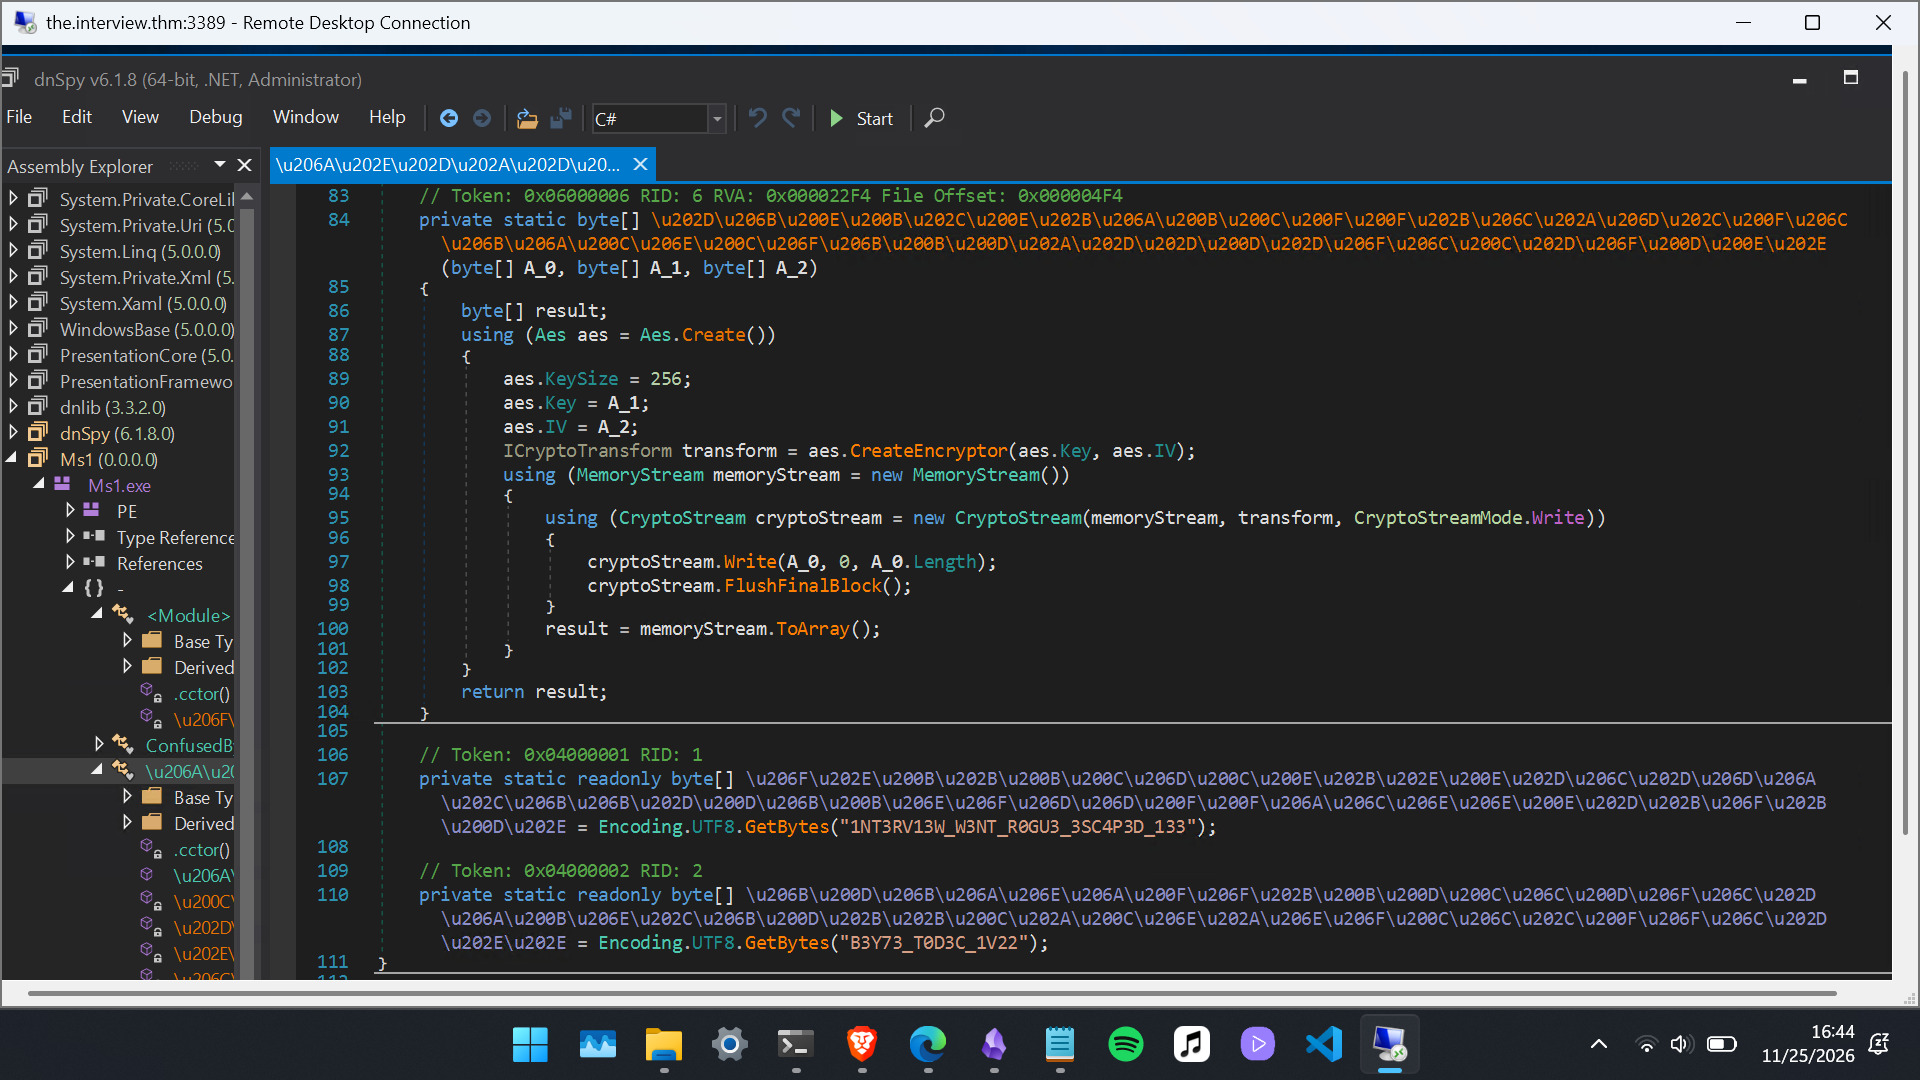 the.interview.thm:3389 - Remote Desktop Connection
dnSpy v6.1.8 (64-bit, .NET, Administrator)
File Edit View Debug Window Help C# Start
Assembly Explorer
\u206A\u202E\u202D\u202A\u202D\u20...
System.Private.CoreLi
System.Private.Uri (5.0
System.Linq (5.0.0.0)
System.Private.Xml (5.
System.Xaml (5.0.0.0)
WindowsBase (5.0.0.0)
PresentationCore (5.0.
PresentationFramewo
dnlib (3.3.2.0)
dnSpy (6.1.8.0)
Ms1 (0.0.0.0)
Ms1.exe
PE
Type Reference
References
{ } -
<Module>
Base Ty
Derived
.cctor()
\u206F\
ConfusedB
\u206A\u20
Base Ty
Derived
.cctor()
\u206A\
\u200C\
\u202D\
\u202E\
\u206C\
83 // Token: 0x06000006 RID: 6 RVA: 0x000022F4 File Offset: 0x000004F4
84 private static byte[] \u202D\u206B\u200E\u200B\u202C\u200E\u202B\u206A\u200B\u200C\u200F\u200F\u202B\u206C\u202A\u206D\u202C\u200F\u206C
\u206B\u206A\u200C\u206E\u200C\u206F\u206B\u200B\u200D\u202A\u202D\u202D\u200D\u202D\u206F\u206C\u200C\u202D\u206F\u200D\u200E\u202E
(byte[] A_0, byte[] A_1, byte[] A_2)
85 {
86 byte[] result;
87 using (Aes aes = Aes.Create())
88 {
89 aes.KeySize = 256;
90 aes.Key = A_1;
91 aes.IV = A_2;
92 ICryptoTransform transform = aes.CreateEncryptor(aes.Key, aes.IV);
93 using (MemoryStream memoryStream = new MemoryStream())
94 {
95 using (CryptoStream cryptoStream = new CryptoStream(memoryStream, transform, CryptoStreamMode.Write))
96 {
97 cryptoStream.Write(A_0, 0, A_0.Length);
98 cryptoStream.FlushFinalBlock();
99 }
100 result = memoryStream.ToArray();
101 }
102 }
103 return result;
104 }
105
106 // Token: 0x04000001 RID: 1
107 private static readonly byte[] \u206F\u202E\u200B\u202B\u200B\u200C\u206D\u200C\u200E\u202B\u202E\u200E\u202D\u206C\u202D\u206D\u206A
\u202C\u206B\u206B\u202D\u200D\u206B\u200B\u206E\u206F\u206D\u206D\u200F\u200F\u206A\u206C\u206E\u206E\u200E\u202D\u202B\u206F\u202B
\u200D\u202E = Encoding.UTF8.GetBytes("1NT3RV13W_W3NT_R0GU3_3SC4P3D_133");
108
109 // Token: 0x04000002 RID: 2
110 private static readonly byte[] \u206B\u200D\u206B\u206A\u206E\u206A\u200F\u206F\u202B\u200B\u200D\u200C\u206C\u200D\u206F\u206C\u202D
\u206A\u200B\u206E\u202C\u206B\u200D\u202B\u202B\u200C\u202A\u200C\u206E\u202A\u206E\u206F\u200C\u206C\u202C\u200F\u206F\u206C\u202D
\u202E\u202E = Encoding.UTF8.GetBytes("B3Y73_T0D3C_1V22");
111 }
16:44
11/25/2026